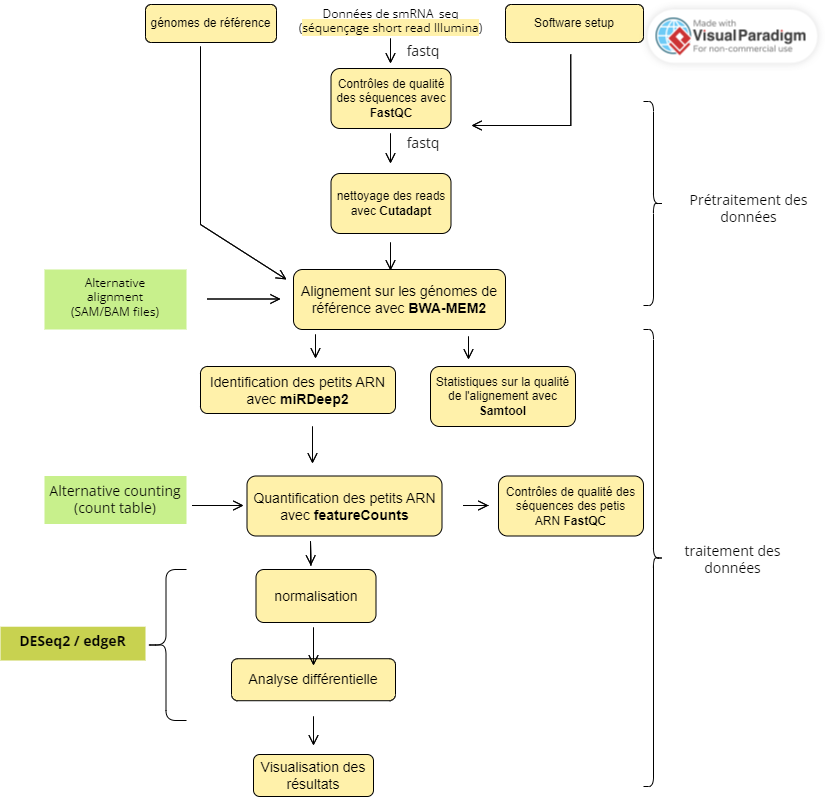 génomes de référence
Données de smRNA_seq
(séquençage short read Illumina)
Software setup
Made with
Visual Paradigm
For non-commercial use
fastq
Contrôles de qualité
des séquences avec
FastQC
fastq
nettoyage des reads
avec Cutadapt
Prétraitement des
données
Alternative
alignment
(SAM/BAM files)
Alignement sur les génomes de
référence avec BWA-MEM2
Identification des petits ARN
avec miRDeep2
Statistiques sur la qualité
de l'alignement avec
Samtool
Alternative counting
(count table)
Quantification des petits ARN
avec featureCounts
Contrôles de qualité des
séquences des petis
ARN FastQC
traitement des
données
normalisation
DESeq2 / edgeR
Analyse différentielle
Visualisation des
résultats